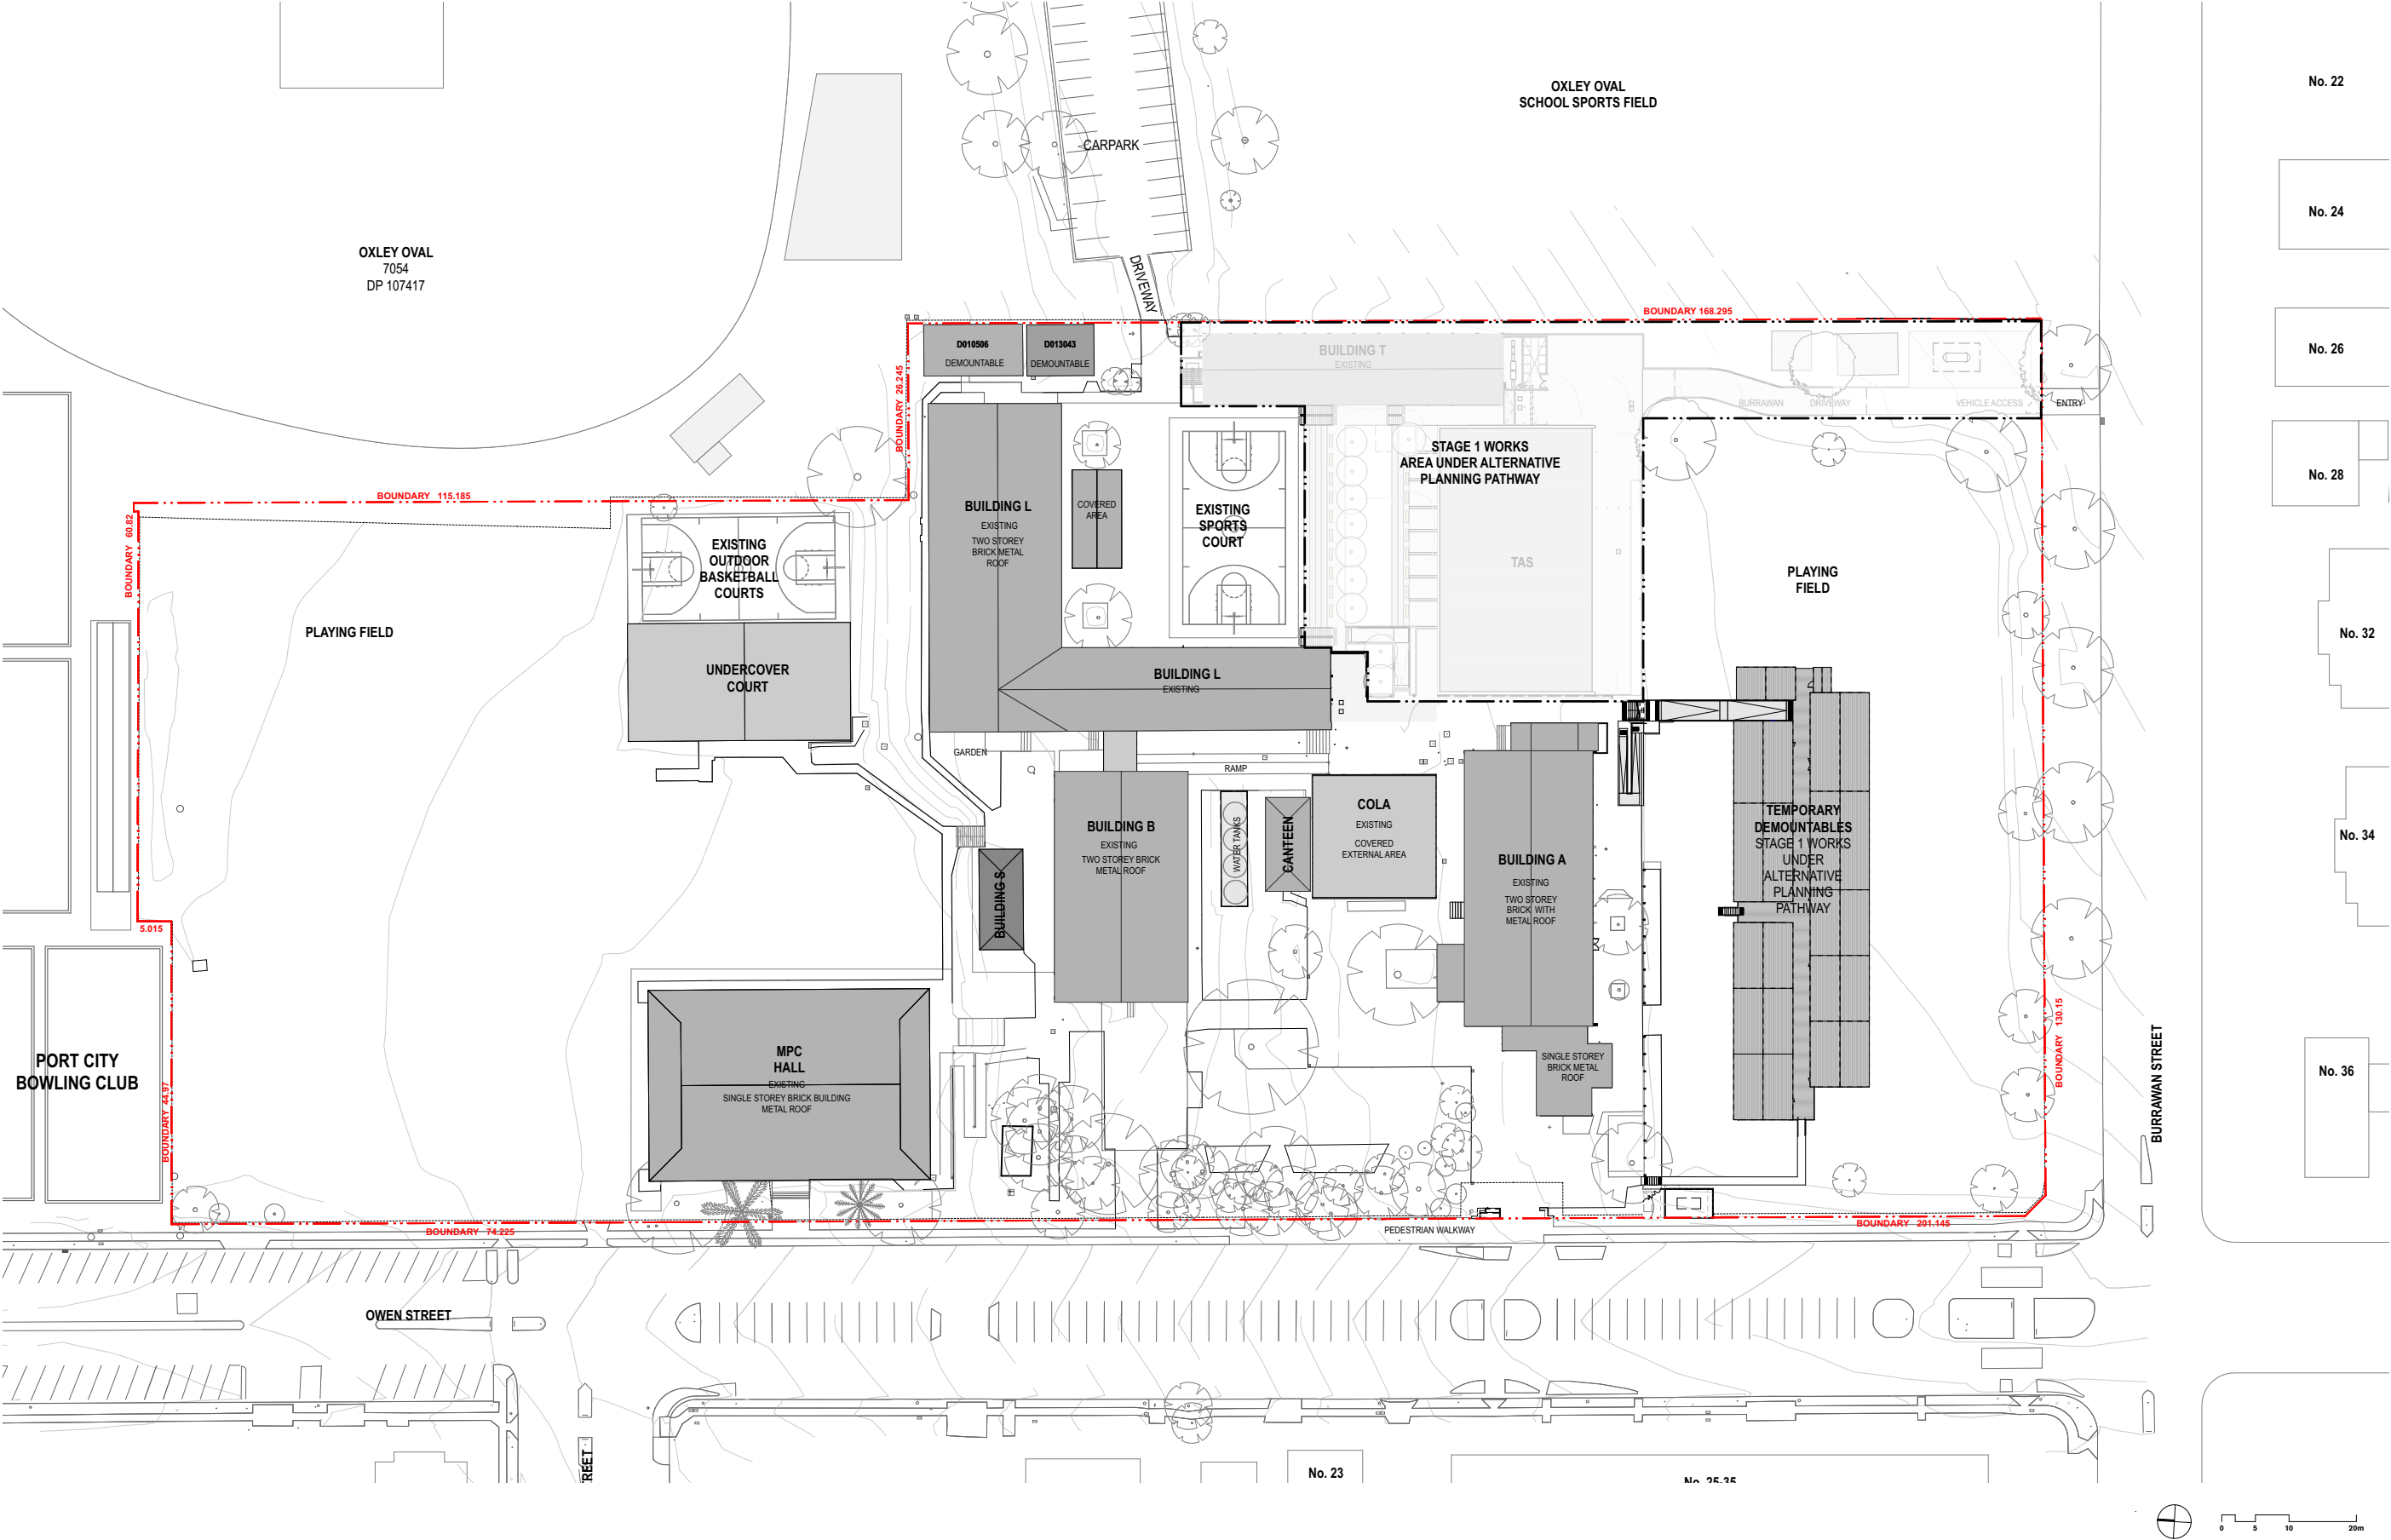 OXLEY OVAL
SCHOOL SPORTS FIELD
No. 22
CARPARK
No. 24
OXLEY OVAL
7054
DP 107417
DRIVEWAY
BOUNDARY 168.295
No. 26
D010506
DEMOUNTABLE
D013043
DEMOUNTABLE
BUILDING T
EXISTING
BOUNDARY 26.245
BURRAWAN DRIVEWAY VEHICLE ACCESS
ENTRY
STAGE 1 WORKS
AREA UNDER ALTERNATIVE
PLANNING PATHWAY
No. 28
BOUNDARY 115.185
BOUNDARY 60.82
BUILDING L
EXISTING
TWO STOREY
BRICK METAL
ROOF
COVERED
AREA
EXISTING
SPORTS
COURT
EXISTING
OUTDOOR
BASKETBALL
COURTS
TAS
PLAYING
FIELD
PLAYING FIELD
No. 32
UNDERCOVER
COURT
BUILDING L
EXISTING
GARDEN
RAMP
BUILDING B
EXISTING
TWO STOREY BRICK
METAL ROOF
WATER TANKS
CANTEEN
COLA
EXISTING
COVERED
EXTERNAL AREA
BUILDING A
EXISTING
TWO STOREY
BRICK WITH
METAL ROOF
TEMPORARY
DEMOUNTABLES
STAGE 1 WORKS
UNDER
ALTERNATIVE
PLANNING
PATHWAY
No. 34
BUILDING S
5.015
BOUNDARY 130.15
BURRAWAN STREET
PORT CITY
BOWLING CLUB
BOUNDARY 44.97
MPC
HALL
EXISTING
SINGLE STOREY BRICK BUILDING
METAL ROOF
SINGLE STOREY
BRICK METAL
ROOF
No. 36
BOUNDARY 74.225
PEDESTRIAN WALKWAY
BOUNDARY 201.145
OWEN STREET
REET
No. 23
No. 25-35
0 5 10 20m